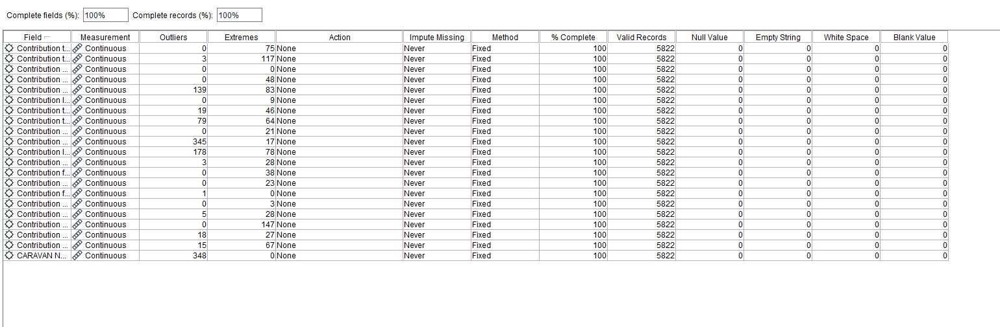 Complete fields (%): 100% Complete records (%): 100%
Field Measurement Outliers Extremes Action Impute Missing Method % Complete Valid Records Null Value Empty String White Space Blank Value
Contribution t... Continuous 0 75 None Never Fixed 100 5822 0 0 0 0
Contribution t... Continuous 3 117 None Never Fixed 100 5822 0 0 0 0
Contribution ... Continuous 0 0 None Never Fixed 100 5822 0 0 0 0
Contribution ... Continuous 0 48 None Never Fixed 100 5822 0 0 0 0
Contribution ... Continuous 139 83 None Never Fixed 100 5822 0 0 0 0
Contribution l... Continuous 0 9 None Never Fixed 100 5822 0 0 0 0
Contribution t... Continuous 19 46 None Never Fixed 100 5822 0 0 0 0
Contribution t... Continuous 79 64 None Never Fixed 100 5822 0 0 0 0
Contribution ... Continuous 0 21 None Never Fixed 100 5822 0 0 0 0
Contribution ... Continuous 345 17 None Never Fixed 100 5822 0 0 0 0
Contribution l... Continuous 178 78 None Never Fixed 100 5822 0 0 0 0
Contribution ... Continuous 3 28 None Never Fixed 100 5822 0 0 0 0
Contribution f... Continuous 0 38 None Never Fixed 100 5822 0 0 0 0
Contribution ... Continuous 0 23 None Never Fixed 100 5822 0 0 0 0
Contribution f... Continuous 1 0 None Never Fixed 100 5822 0 0 0 0
Contribution ... Continuous 0 3 None Never Fixed 100 5822 0 0 0 0
Contribution ... Continuous 5 28 None Never Fixed 100 5822 0 0 0 0
Contribution ... Continuous 0 147 None Never Fixed 100 5822 0 0 0 0
Contribution ... Continuous 18 27 None Never Fixed 100 5822 0 0 0 0
Contribution ... Continuous 15 67 None Never Fixed 100 5822 0 0 0 0
CARAVAN N... Continuous 348 0 None Never Fixed 100 5822 0 0 0 0